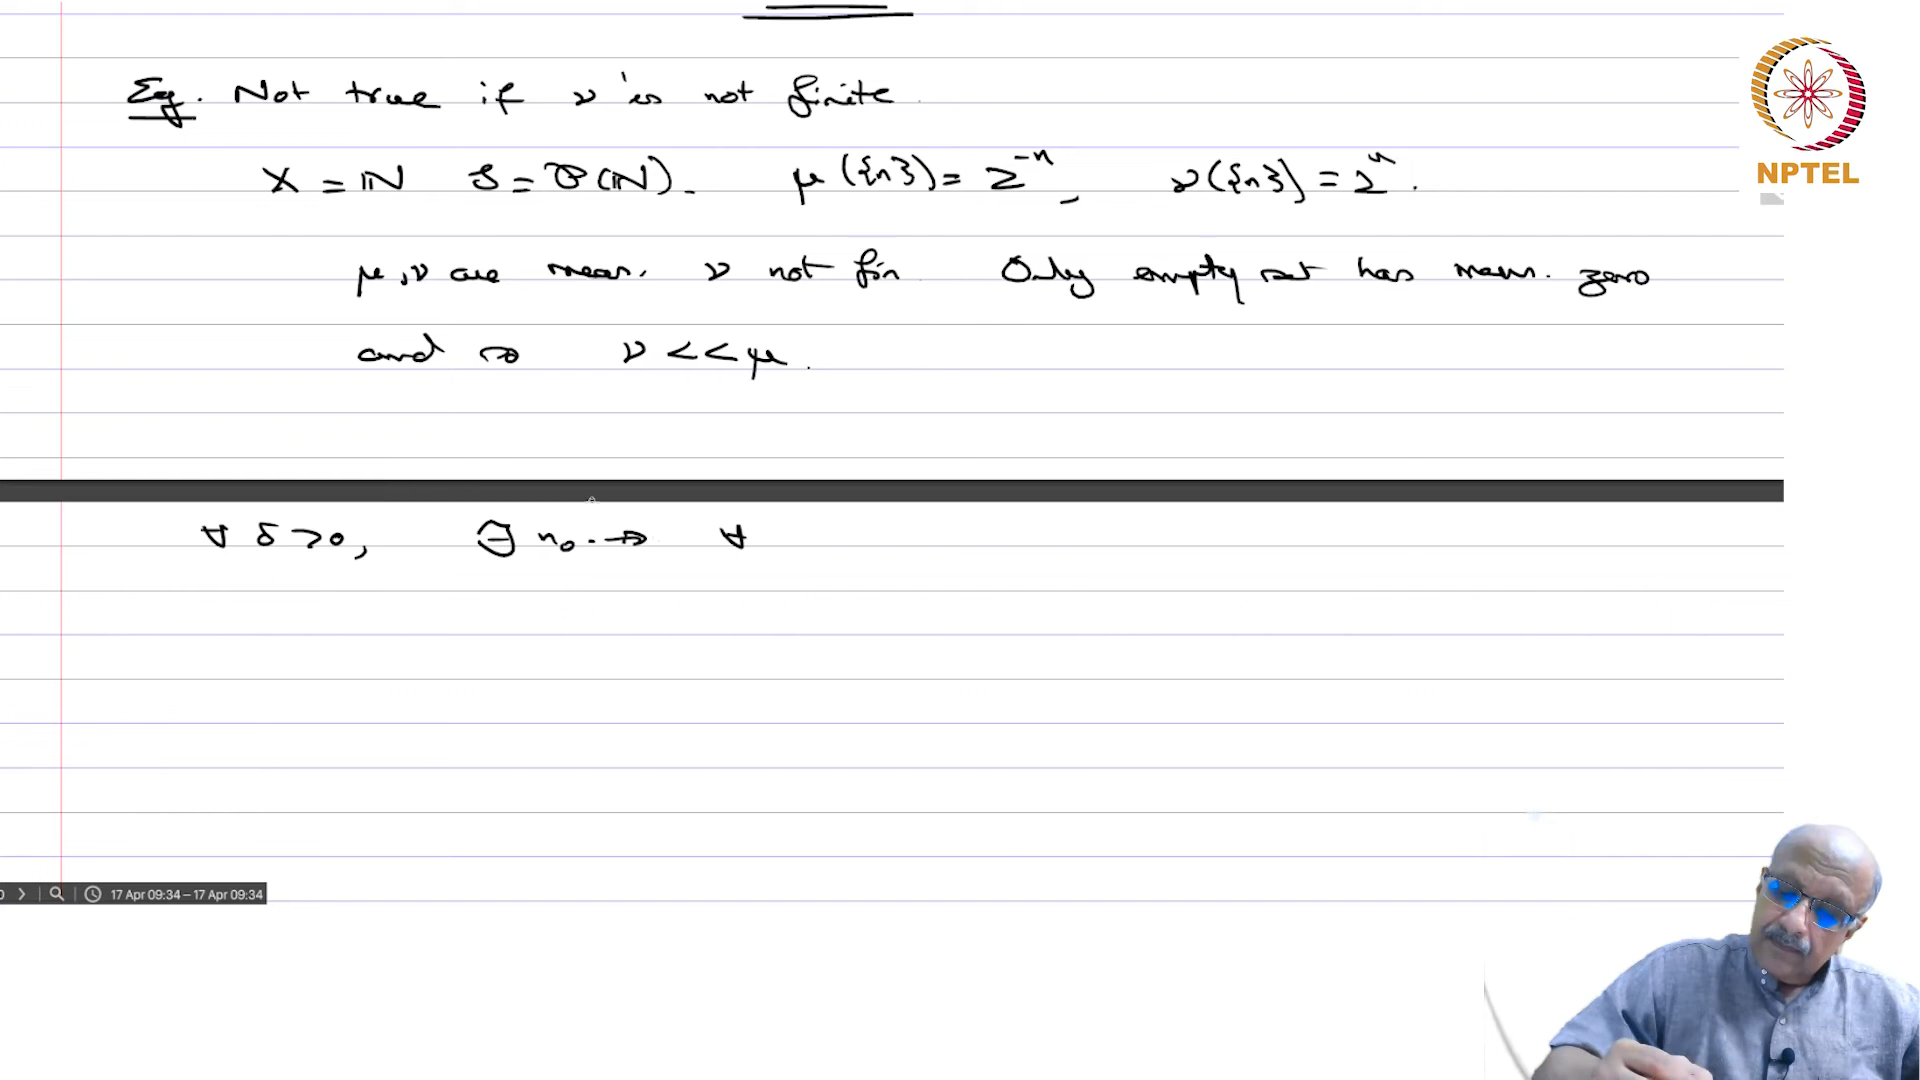 Eg. Not true if ν is not finite.
X = ℕ S = 𝒫(ℕ). μ({n}) = 2⁻ⁿ, ν({n}) = 2ⁿ.
μ, ν are meas. ν not fin. Only empty set has meas. zero
and so ν << μ.
∀ δ > 0, ∃ n₀ ·→ ∀
NPTEL
17 Apr 09:34 – 17 Apr 09:34